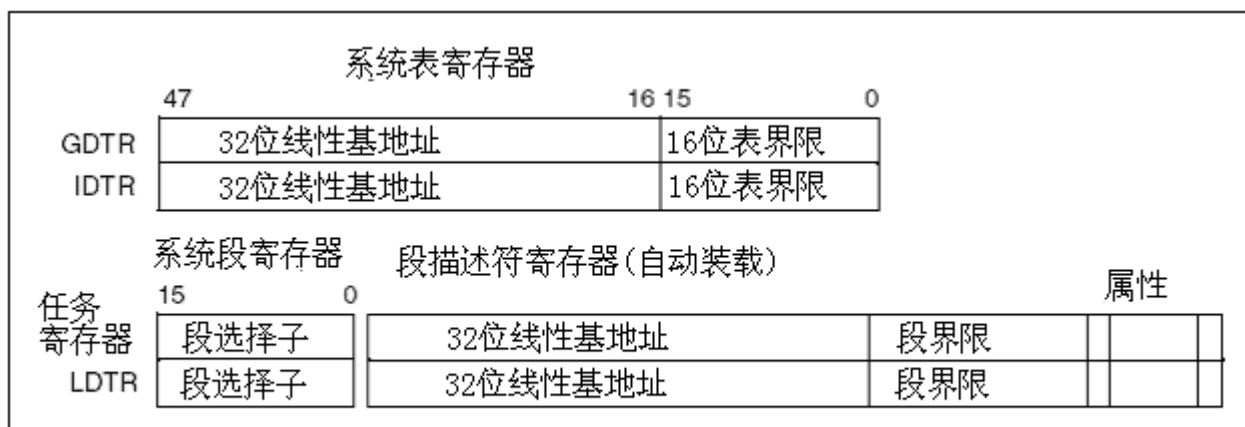 系统表寄存器
47 16 15 0
GDTR 32位线性基地址 16位表界限
IDTR 32位线性基地址 16位表界限
系统段寄存器 段描述符寄存器(自动装载) 属性
15 0
任务
寄存器 段选择子 32位线性基地址 段界限
LDTR 段选择子 32位线性基地址 段界限